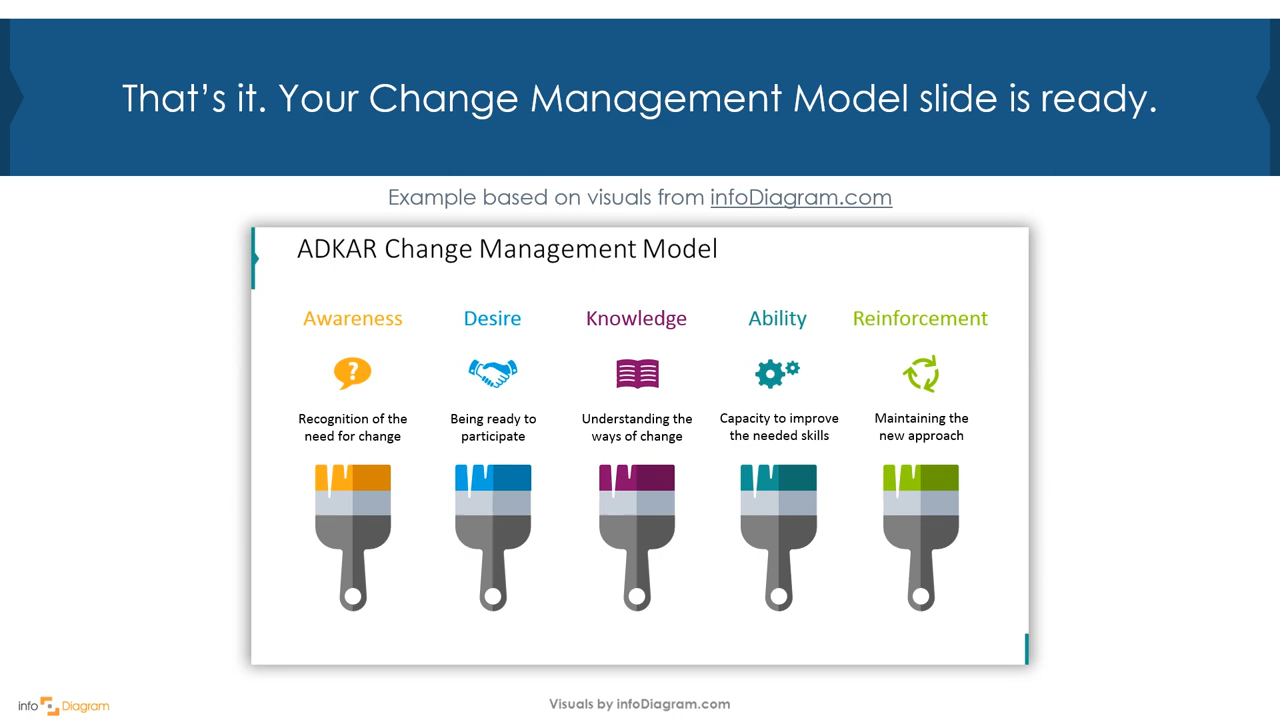 That’s it. Your Change Management Model slide is ready.
Example based on visuals from infoDiagram.com
ADKAR Change Management Model
Awareness Desire Knowledge Ability Reinforcement
?
Recognition of the Being ready to Understanding the Capacity to improve Maintaining the
need for change participate ways of change the needed skills new approach
info Diagram
Visuals by infoDiagram.com